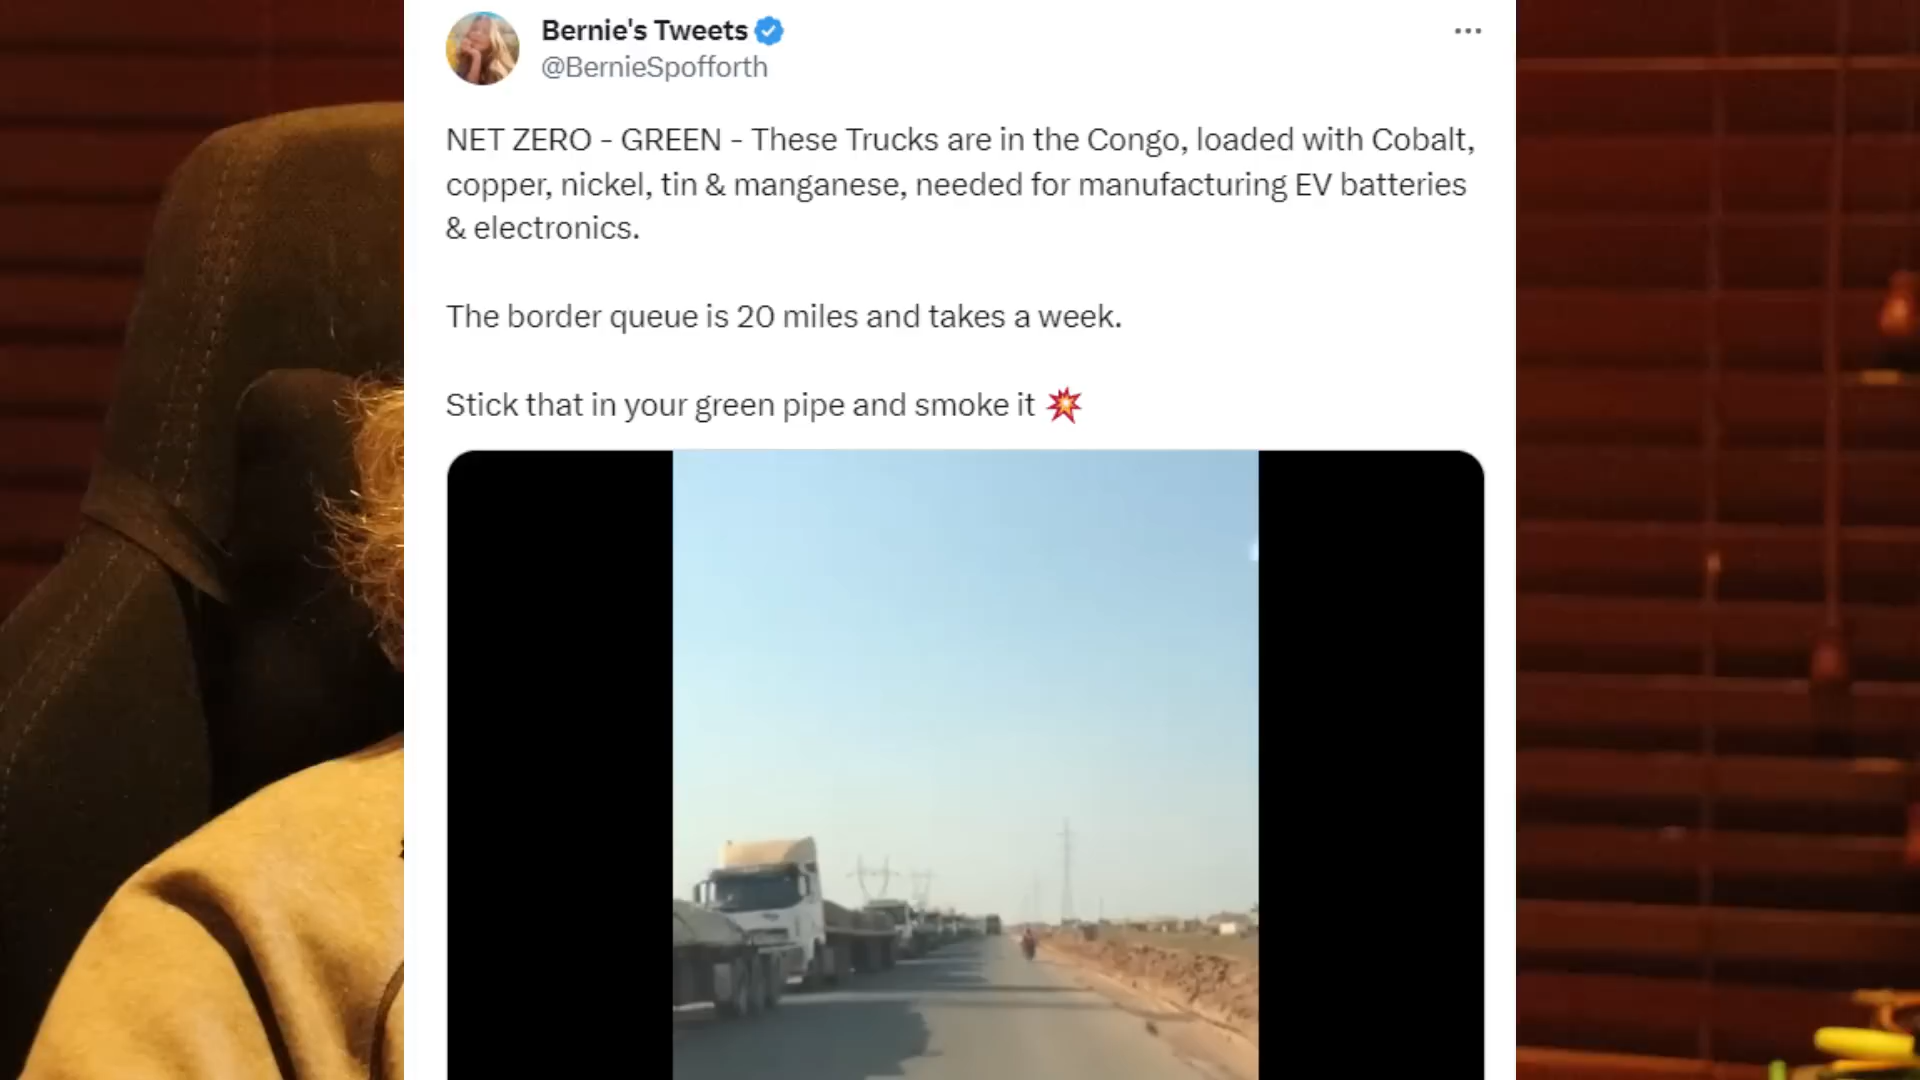 Bernie's Tweets
@BernieSpofforth
NET ZERO - GREEN - These Trucks are in the Congo, loaded with Cobalt,
copper, nickel, tin & manganese, needed for manufacturing EV batteries
& electronics.
The border queue is 20 miles and takes a week.
Stick that in your green pipe and smoke it 💥